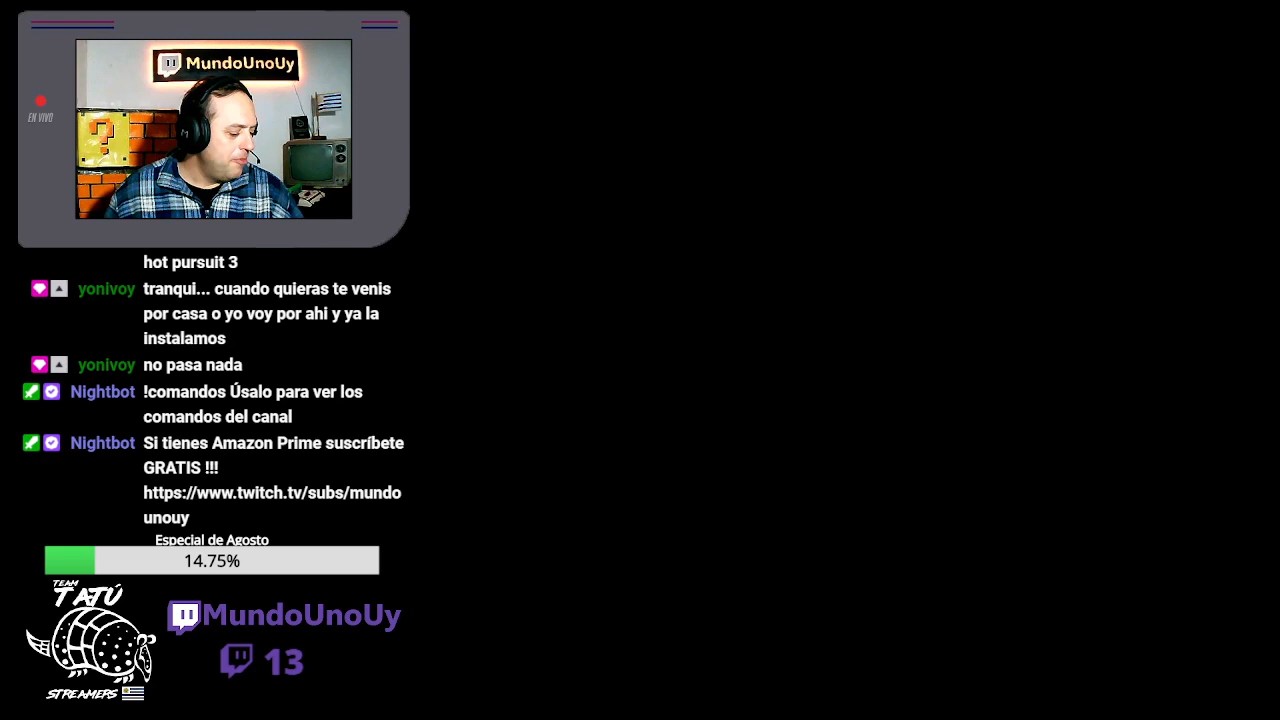 MundoUnoUy
?
EN VIVO
hot pursuit 3
yonivoy tranqui... cuando quieras te venis
por casa o yo voy por ahi y ya la
instalamos
yonivoy no pasa nada
Nightbot !comandos Úsalo para ver los
comandos del canal
Nightbot Si tienes Amazon Prime suscríbete
GRATIS !!!
https://www.twitch.tv/subs/mundo
unouy
Especial de Agosto
14.75%
TEAM
TATÚ
STREAMERS
MundoUnoUy
13